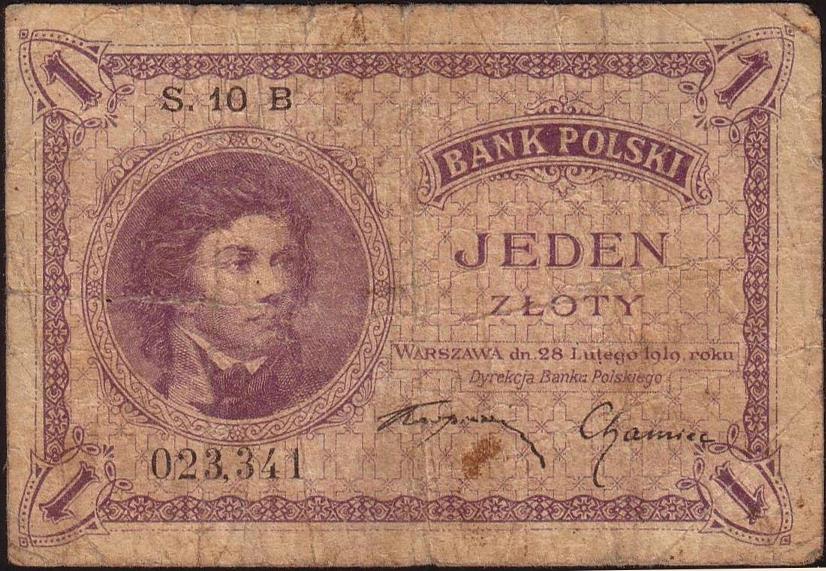 1 1
S. 10 B
BANK POLSKI
JEDEN
ZŁOTY
WARSZAWA dn. 28 Lutego 1919. roku
Dyrekcja Banku Polskiego
Chamiec
023,341
1 1